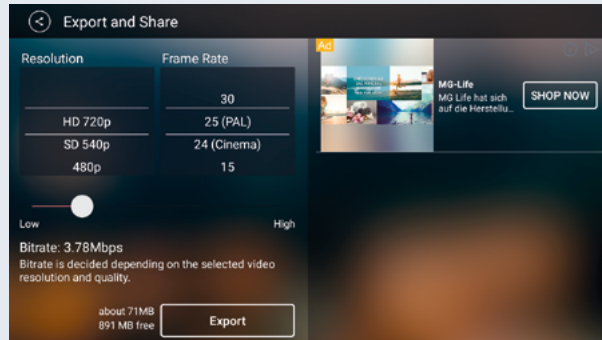 Export and Share
Resolution
Frame Rate
30
HD 720p
25 (PAL)
SD 540p
24 (Cinema)
480p
15
Low
High
Bitrate: 3.78Mbps
Bitrate is decided depending on the selected video
resolution and quality.
about 71MB
891 MB free
Export
Ad
MG-Life
MG Life hat sich
auf die Herstellu...
SHOP NOW